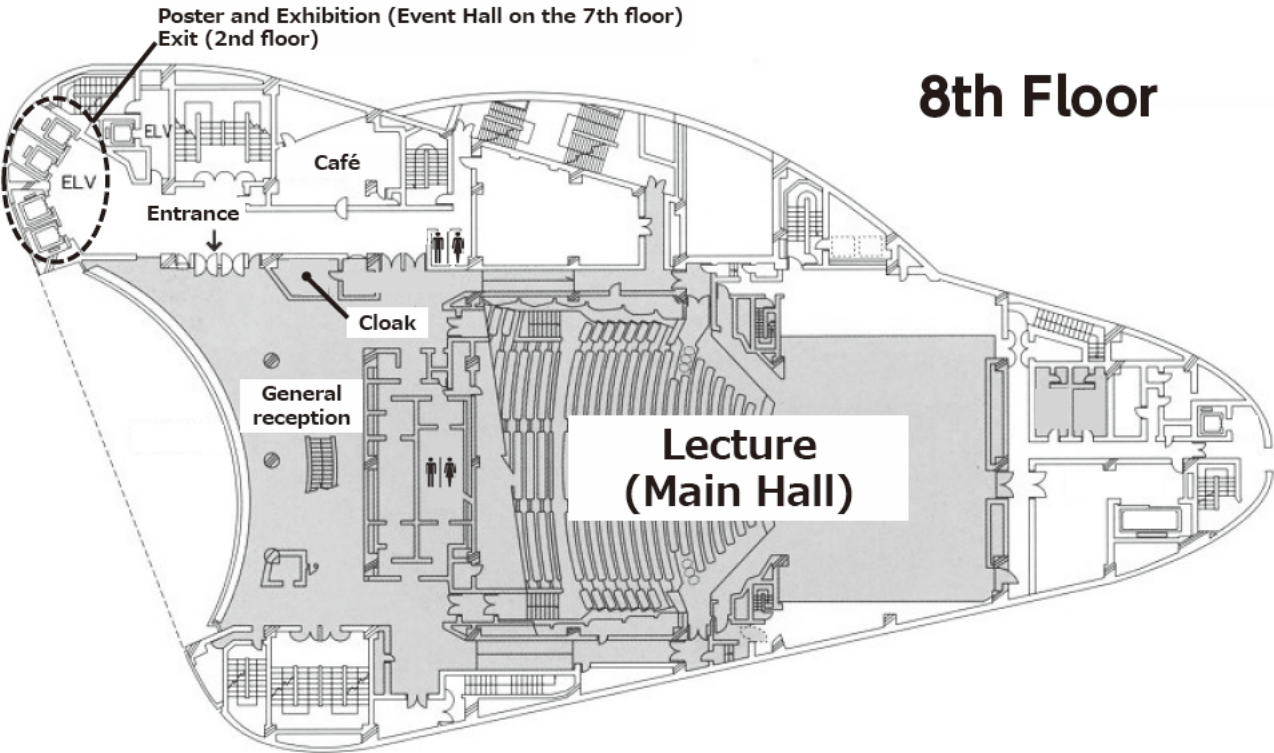 Poster and Exhibition (Event Hall on the 7th floor)
Exit (2nd floor)
8th Floor
ELV
Café
ELV
Entrance
Cloak
General
reception
Lecture
(Main Hall)